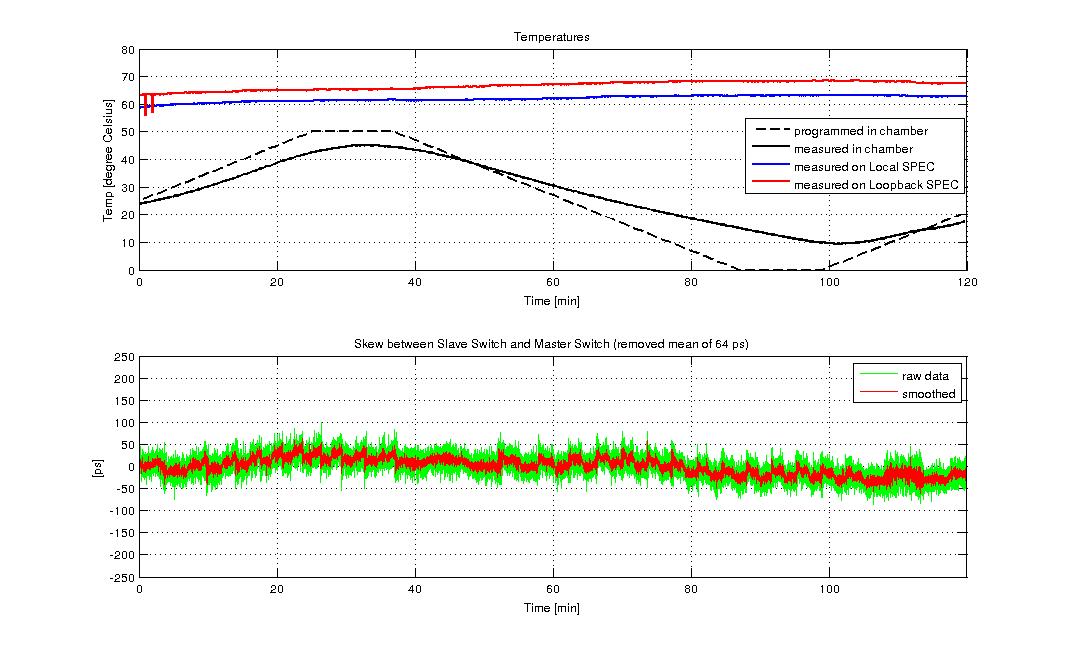 Temperatures
80
70
60
50
40
30
20
10
0
Temp [degree Celsius]
programmed in chamber
measured in chamber
measured on Local SPEC
measured on Loopback SPEC
0 20 40 60 80 100 120
Time [min]
Skew between Slave Switch and Master Switch (removed mean of 64 ps)
250
200
150
100
50
0
-50
-100
-150
-200
-250
[ps]
raw data
smoothed
0 20 40 60 80 100
Time [min]